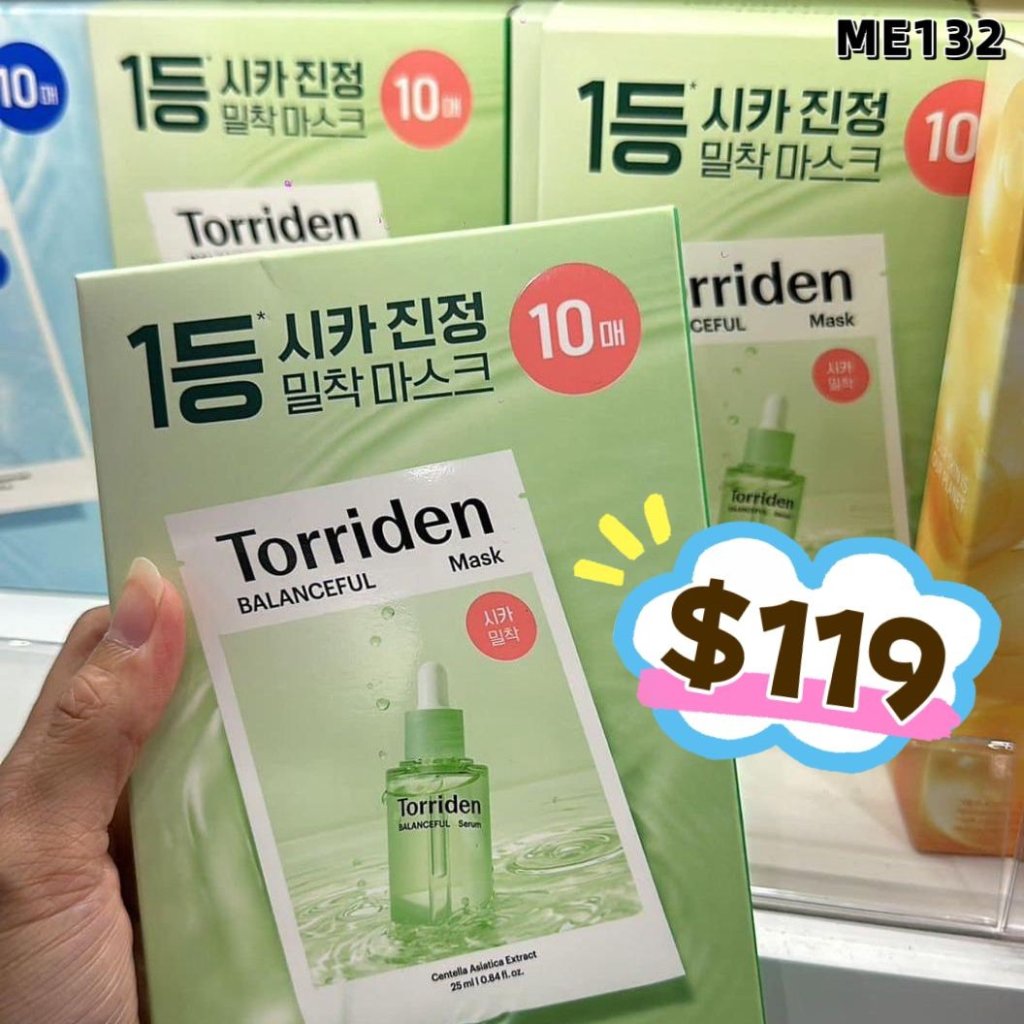 ME132
10매
1등* 시카 진정
밀착 마스크
10매
Torriden
1등* 시카 진정
밀착 마스크
10
rriden
CEFUL Mask
시카
밀착
Torriden
1등* 시카 진정
밀착 마스크
10매
Torriden
BALANCEFUL Mask
시카
밀착
Torriden
BALANCEFUL Serum
Centella Asiatica Extract
25 ml | 0.84 fl. oz.
$119